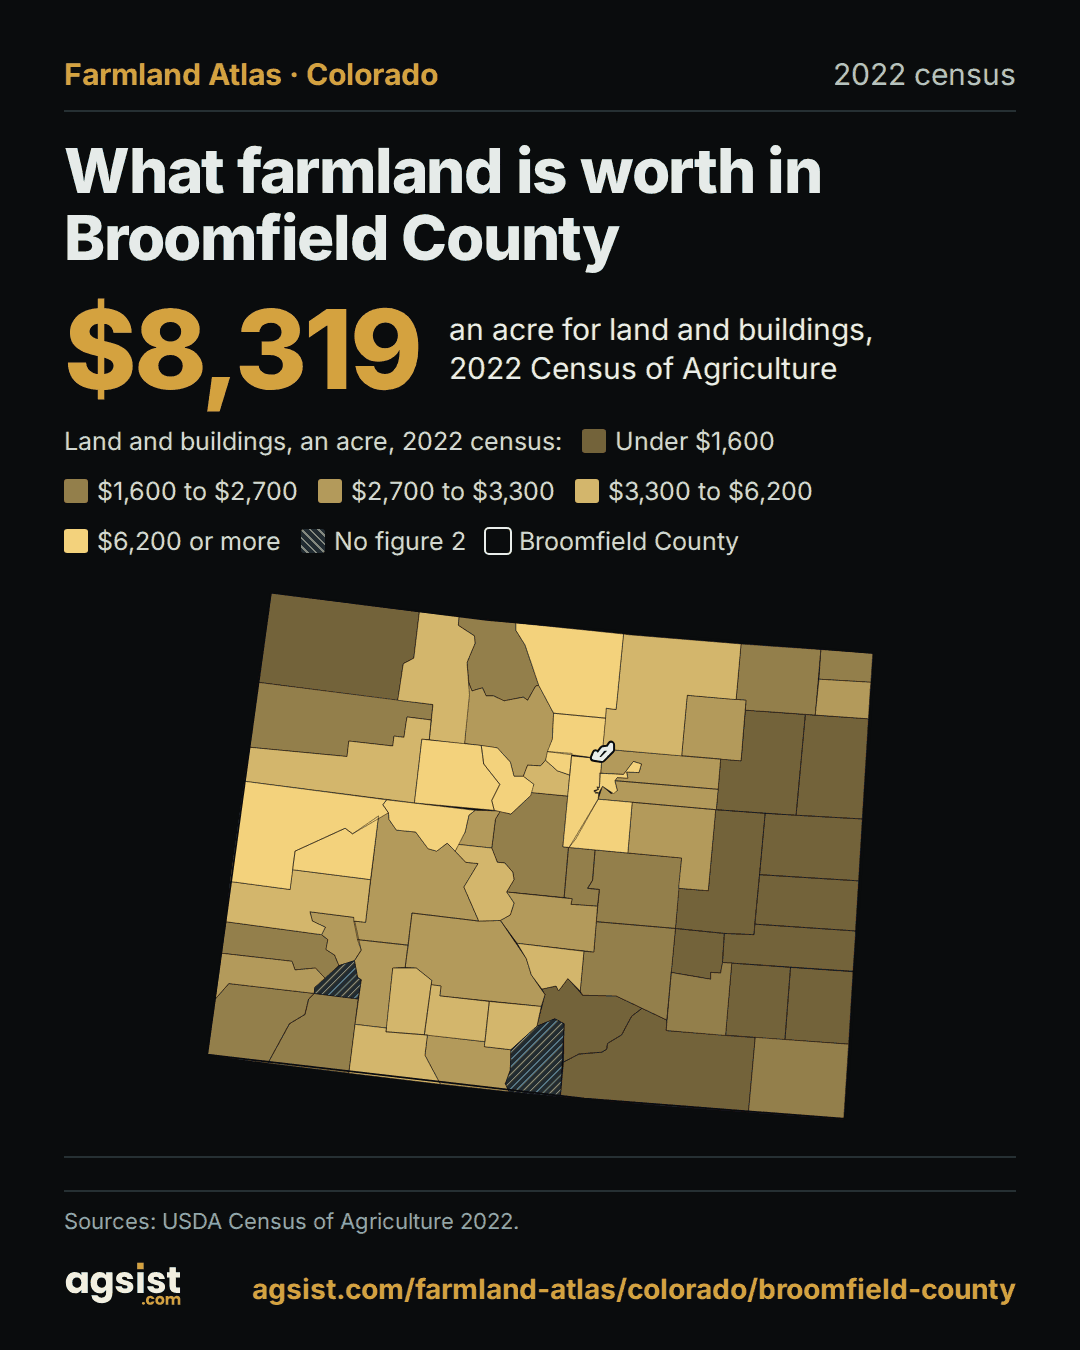 Farmland Atlas · Colorado
2022 census
What farmland is worth in
Broomfield County
$8,319
an acre for land and buildings,
2022 Census of Agriculture
Land and buildings, an acre, 2022 census:
Under $1,600
$1,600 to $2,700
$2,700 to $3,300
$3,300 to $6,200
$6,200 or more
No figure 2
Broomfield County
Sources: USDA Census of Agriculture 2022.
agsist
.com
agsist.com/farmland-atlas/colorado/broomfield-county